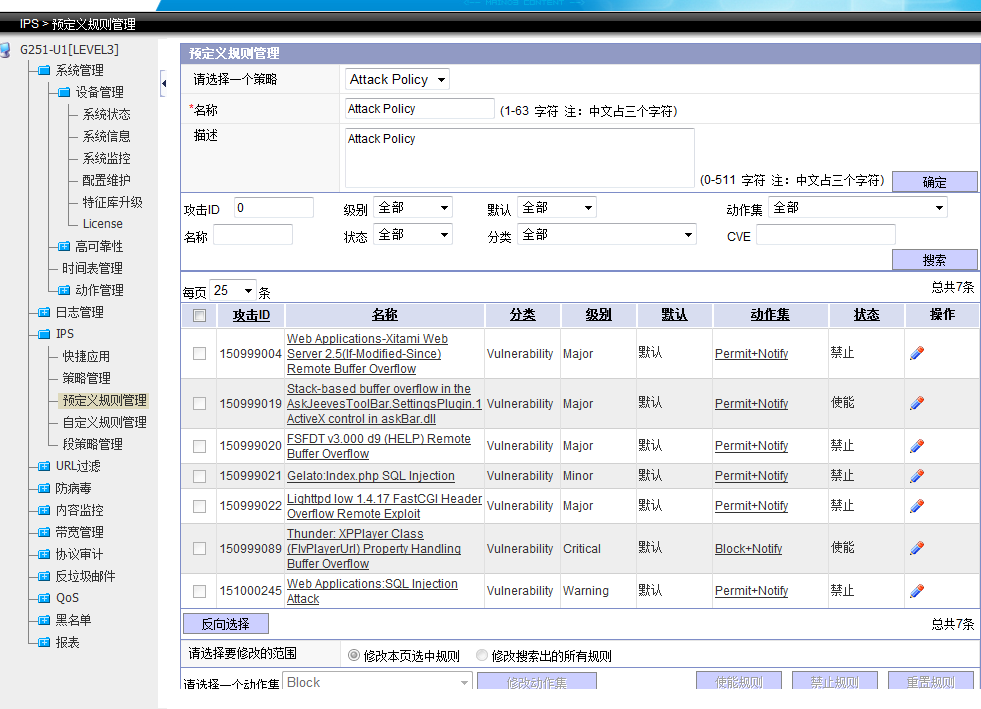 IPS > 预定义规则管理
G251-U1[LEVEL3]
系统管理
设备管理
系统状态
系统信息
系统监控
配置维护
特征库升级
License
高可靠性
时间表管理
动作管理
日志管理
IPS
快捷应用
策略管理
预定义规则管理
自定义规则管理
段策略管理
URL过滤
防病毒
内容监控
带宽管理
协议审计
反垃圾邮件
QoS
黑名单
报表
预定义规则管理
请选择一个策略 Attack Policy
*名称 Attack Policy (1-63 字符 注：中文占三个字符)
描述 Attack Policy
(0-511 字符 注：中文占三个字符) 确定
攻击ID 0 级别 全部 默认 全部 动作集 全部
名称 状态 全部 分类 全部 CVE
搜索
每页 25 条 总共7条
攻击ID 名称 分类 级别 默认 动作集 状态 操作
150999004 Web Applications-Xitami Web Server 2.5(If-Modified-Since) Remote Buffer Overflow Vulnerability Major 默认 Permit+Notify 禁止
150999019 Stack-based buffer overflow in the AskJeevesToolBar.SettingsPlugin.1 ActiveX control in askBar.dll Vulnerability Major 默认 Permit+Notify 使能
150999020 FSFDT v3.000 d9 (HELP) Remote Buffer Overflow Vulnerability Major 默认 Permit+Notify 禁止
150999021 Gelato:Index.php SQL Injection Vulnerability Minor 默认 Permit+Notify 禁止
150999022 Lighttpd low 1.4.17 FastCGI Header Overflow Remote Exploit Vulnerability Major 默认 Permit+Notify 禁止
150999089 Thunder: XPPlayer Class (FlvPlayerUrl) Property Handling Buffer Overflow Vulnerability Critical 默认 Block+Notify 使能
151000245 Web Applications:SQL Injection Attack Vulnerability Warning 默认 Permit+Notify 禁止
反向选择 总共7条
请选择要修改的范围 修改本页选中规则 修改搜索出的所有规则
请选择一个动作集 Block 修改动作集 使能规则 禁止规则 重置规则